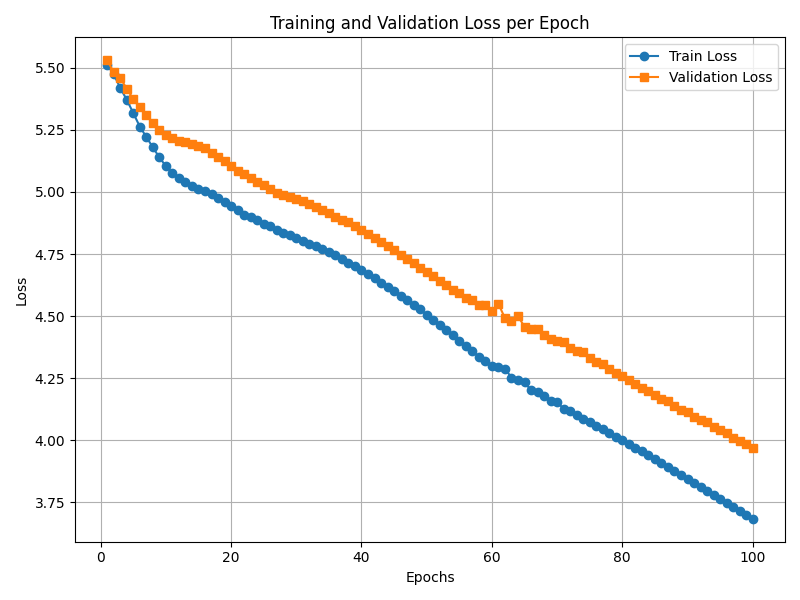 Training and Validation Loss per Epoch
Train Loss
Validation Loss
5.50
5.25
5.00
4.75
4.50
4.25
4.00
3.75
Loss
0 20 40 60 80 100
Epochs